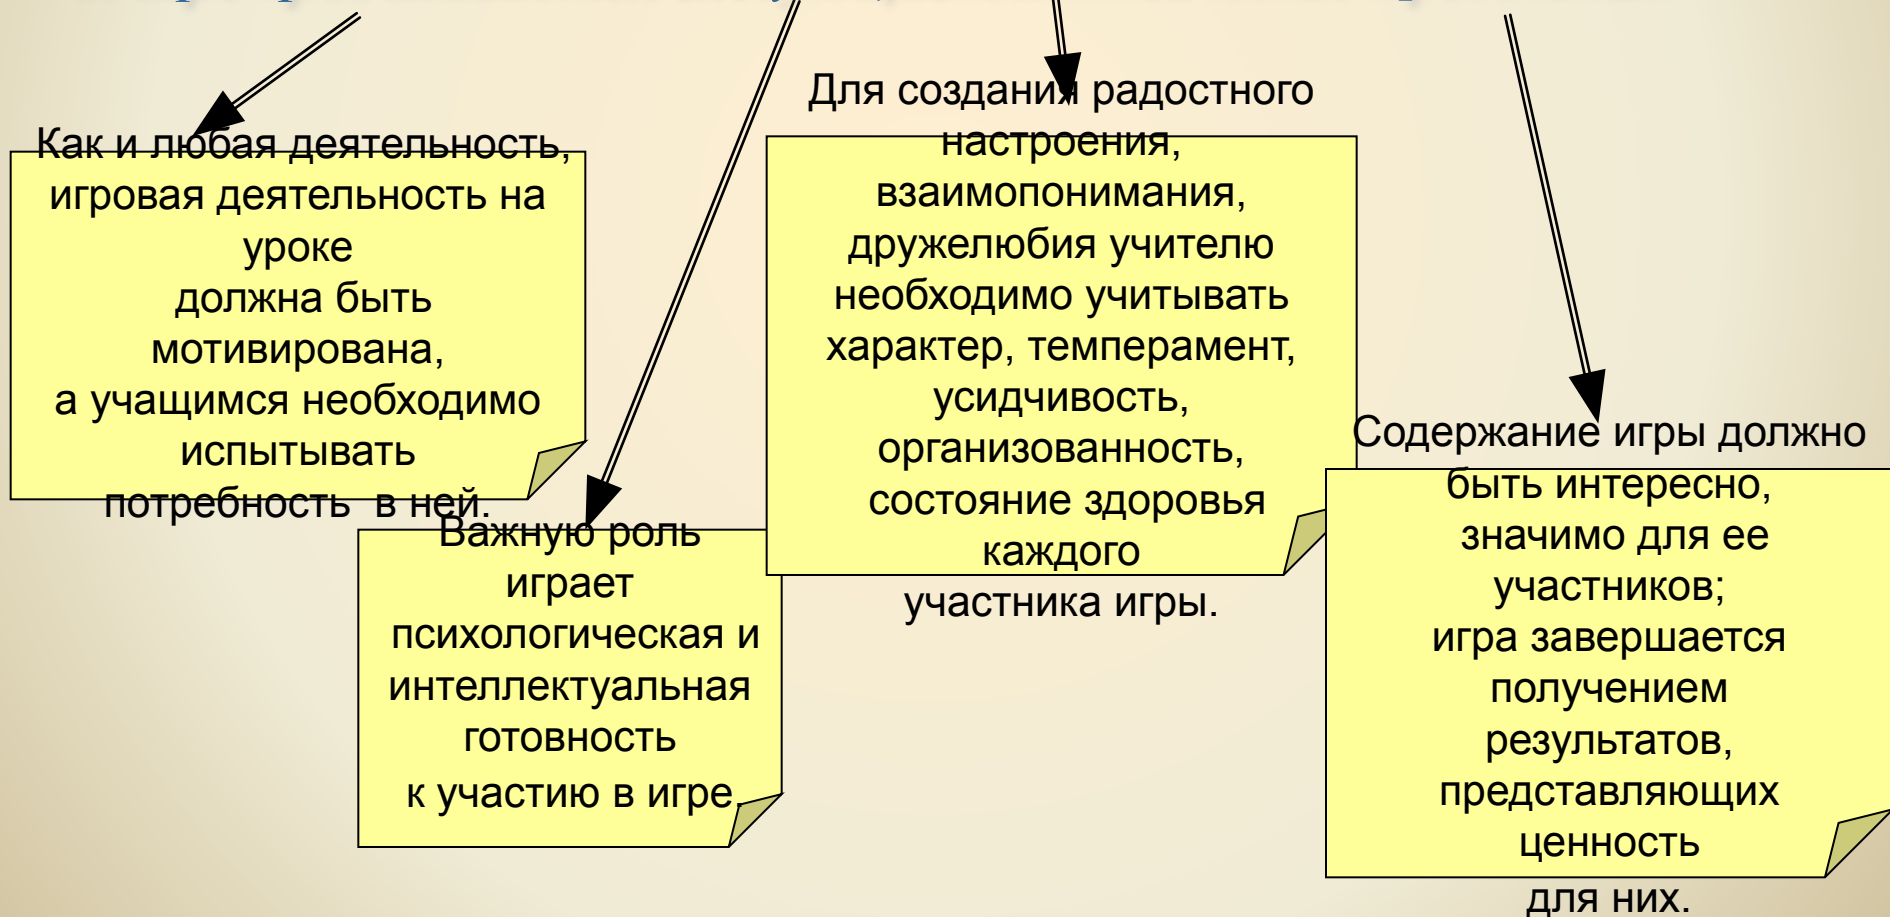 Как и любая деятельность,
игровая деятельность на
уроке
должна быть
мотивирована,
а учащимся необходимо
испытывать
потребность в ней.
Важную роль
играет
психологическая и
интеллектуальная
готовность
к участию в игре.
Для создания радостного
настроения,
взаимопонимания,
дружелюбия учителю
необходимо учитывать
характер, темперамент,
усидчивость,
организованность,
состояние здоровья
каждого
участника игры.
Содержание игры должно
быть интересно,
значимо для ее
участников;
игра завершается
получением
результатов,
представляющих
ценность
для них.